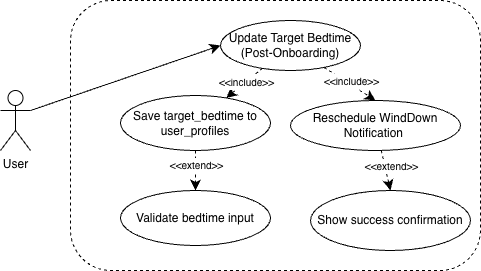 Update Target Bedtime
(Post-Onboarding)
<<include>>
<<include>>
Save target_bedtime to
user_profiles
Reschedule WindDown
Notification
User
<<extend>>
<<extend>>
Validate bedtime input
Show success confirmation